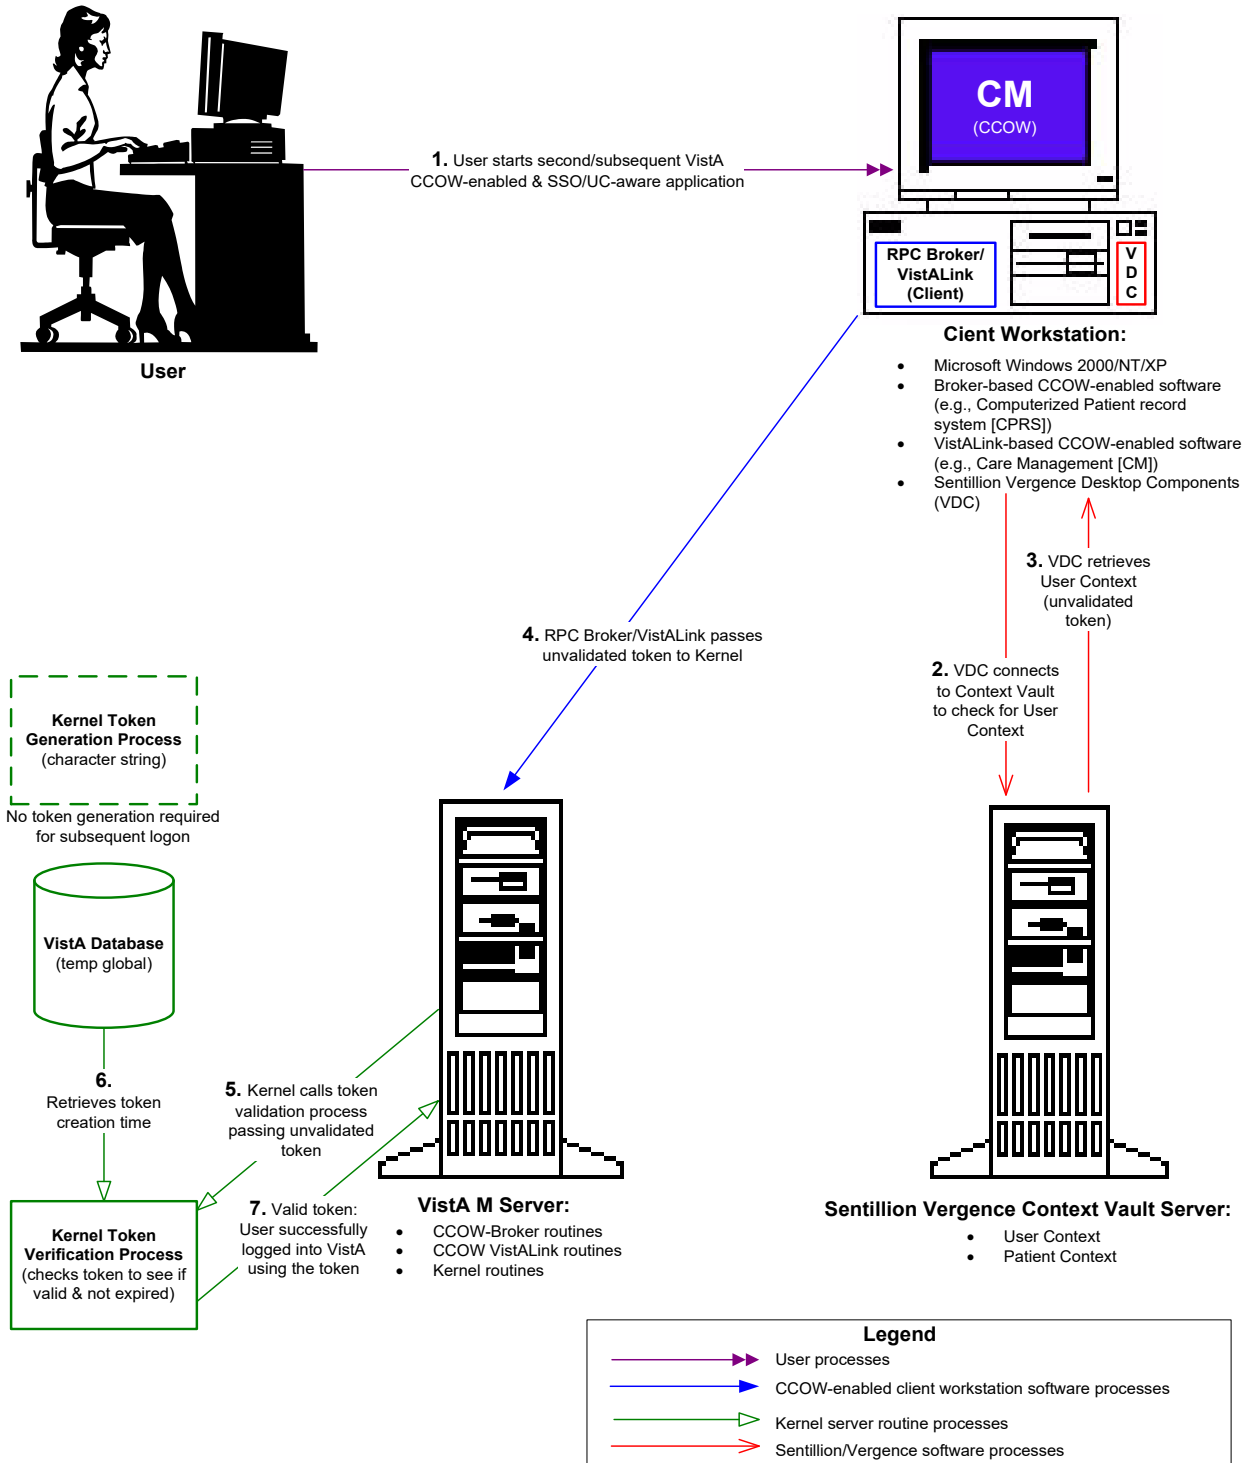 CM
(CCOW)
1. User starts second/subsequent VistA
CCOW-enabled & SSO/UC-aware application
RPC Broker/
VistALink
(Client)
V
D
C
User
Cient Workstation:
• Microsoft Windows 2000/NT/XP
• Broker-based CCOW-enabled software
(e.g., Computerized Patient record
system [CPRS])
• VistALink-based CCOW-enabled software
(e.g., Care Management [CM])
• Sentillion Vergence Desktop Components
(VDC)
3. VDC retrieves
User Context
(unvalidated
token)
4. RPC Broker/VistALink passes
unvalidated token to Kernel
2. VDC connects
to Context Vault
to check for User
Context
Kernel Token
Generation Process
(character string)
No token generation required
for subsequent logon
VistA Database
(temp global)
6.
Retrieves token
creation time
5. Kernel calls token
validation process
passing unvalidated
token
7. Valid token:
User successfully
logged into VistA
using the token
Kernel Token
Verification Process
(checks token to see if
valid & not expired)
VistA M Server:
• CCOW-Broker routines
• CCOW VistALink routines
• Kernel routines
Sentillion Vergence Context Vault Server:
• User Context
• Patient Context
Legend
User processes
CCOW-enabled client workstation software processes
Kernel server routine processes
Sentillion/Vergence software processes